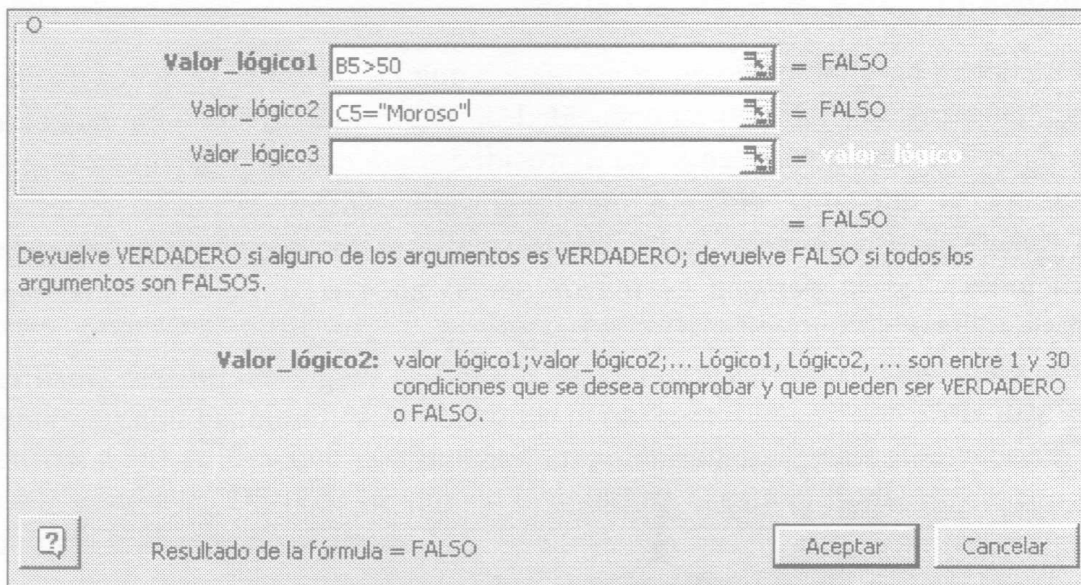 O
Valor_lógico1 B5>50 = FALSO
Valor_lógico2 C5="Moroso" = FALSO
Valor_lógico3 = valor_lógico
= FALSO
Devuelve VERDADERO si alguno de los argumentos es VERDADERO; devuelve FALSO si todos los
argumentos son FALSOS.
Valor_lógico2: valor_lógico1;valor_lógico2;... Lógico1, Lógico2, ... son entre 1 y 30
condiciones que se desea comprobar y que pueden ser VERDADERO
o FALSO.
? Resultado de la fórmula = FALSO Aceptar Cancelar